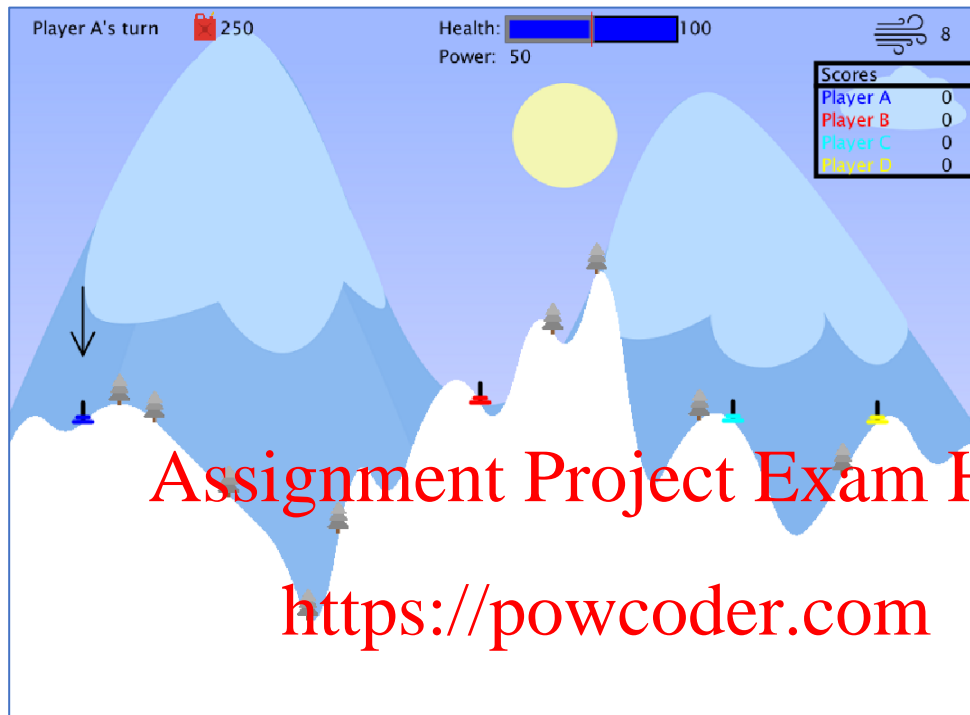 Player A's turn 250 Health: 100 8
Power: 50
Scores
Player A 0
Player B 0
Player C 0
Player D 0
Assignment Project Exam
https://powcoder.com